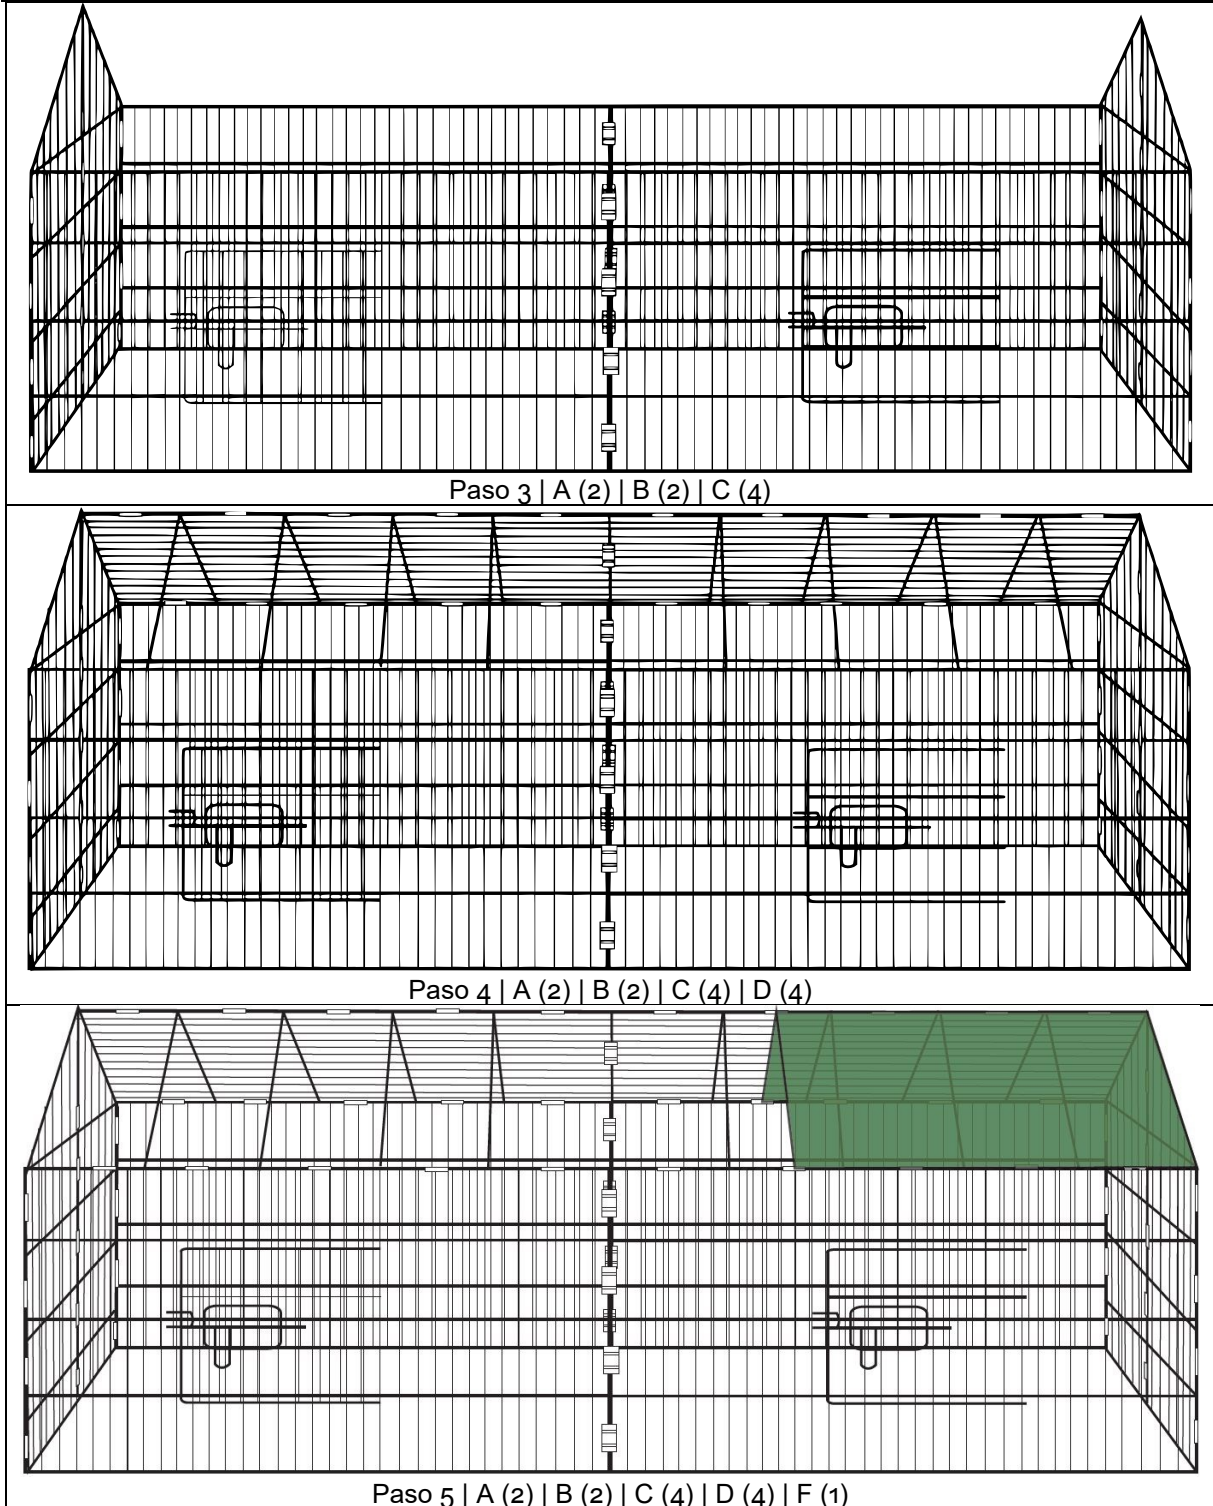 Paso 3 | A (2) | B (2) | C (4)
Paso 4 | A (2) | B (2) | C (4) | D (4)
Paso 5 | A (2) | B (2) | C (4) | D (4) | F (1)